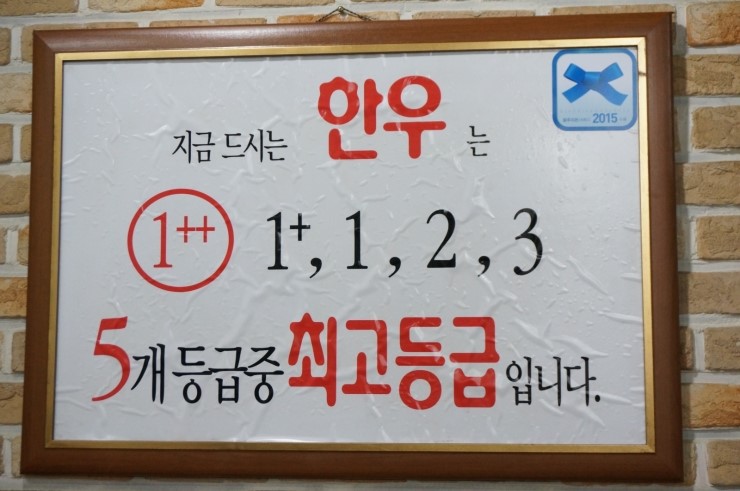 지금 드시는 한우 는
1++ 1+, 1, 2, 3
5개 등급중 최고등급 입니다.
2015